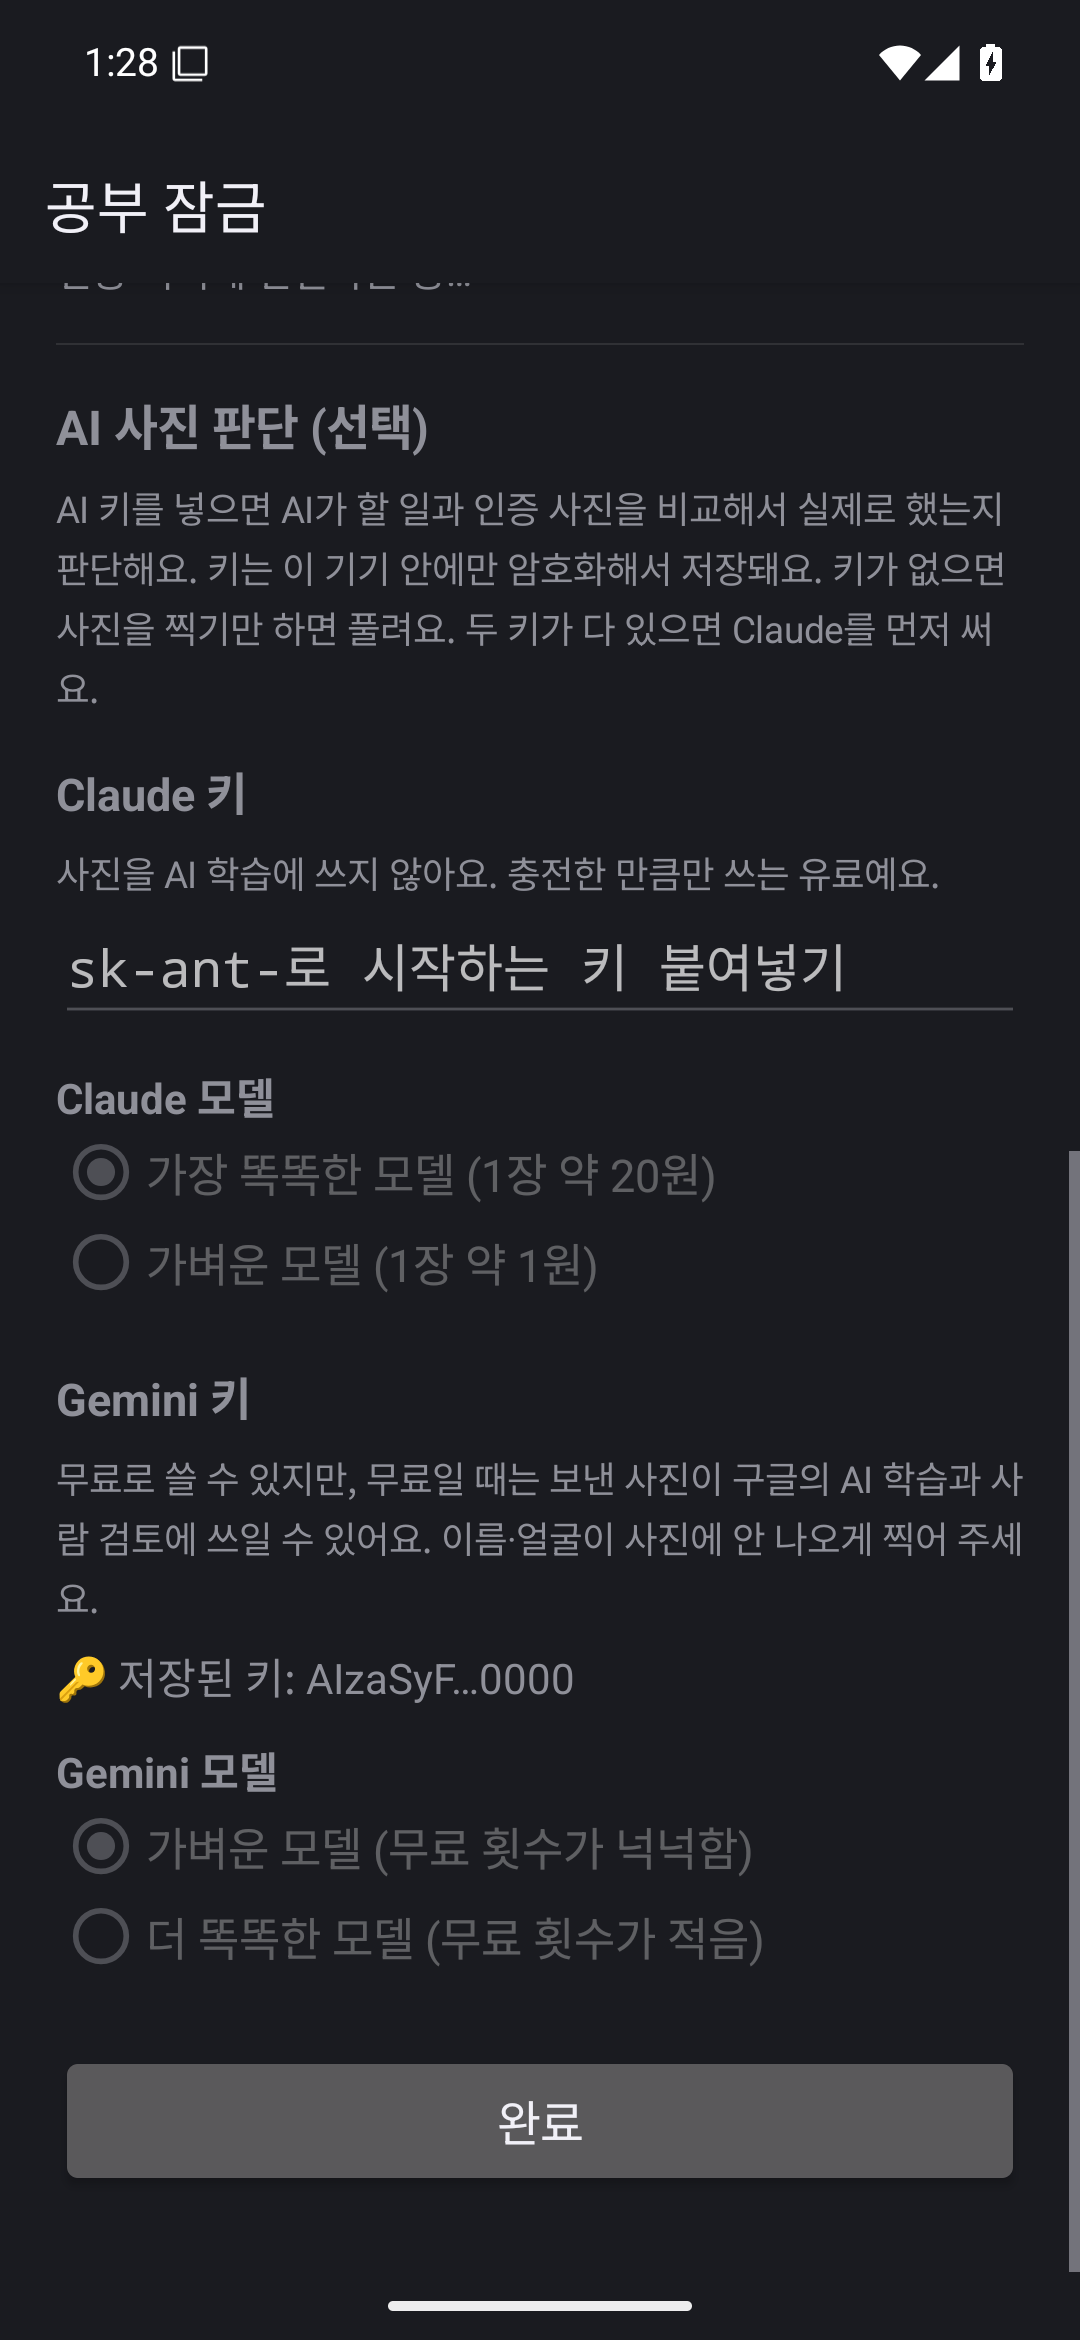 1:28
공부 잠금
AI 사진 판단 (선택)
AI 키를 넣으면 AI가 할 일과 인증 사진을 비교해서 실제로 했는지
판단해요. 키는 이 기기 안에만 암호화해서 저장돼요. 키가 없으면
사진을 찍기만 하면 풀려요. 두 키가 다 있으면 Claude를 먼저 써
요.
Claude 키
사진을 AI 학습에 쓰지 않아요. 충전한 만큼만 쓰는 유료예요.
sk-ant-로 시작하는 키 붙여넣기
Claude 모델
가장 똑똑한 모델 (1장 약 20원)
가벼운 모델 (1장 약 1원)
Gemini 키
무료로 쓸 수 있지만, 무료일 때는 보낸 사진이 구글의 AI 학습과 사
람 검토에 쓰일 수 있어요. 이름·얼굴이 사진에 안 나오게 찍어 주세
요.
🔑 저장된 키: AIzaSyF…0000
Gemini 모델
가벼운 모델 (무료 횟수가 넉넉함)
더 똑똑한 모델 (무료 횟수가 적음)
완료